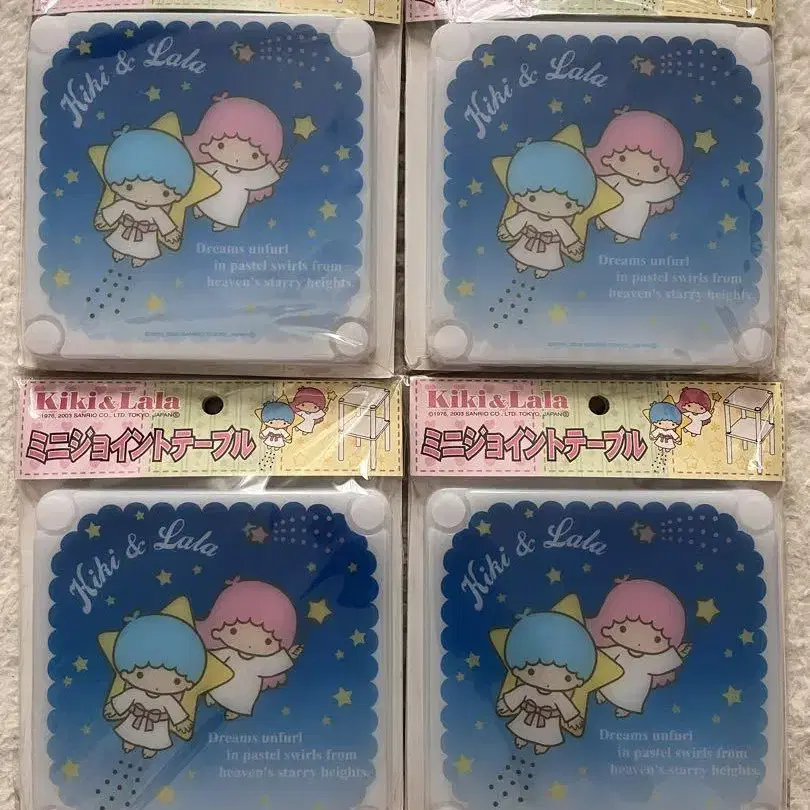 Kiki & Lala
Dreams unfurl
in pastel swirls from
heaven's starry heights.
Kiki & Lala
Dreams unfurl
in pastel swirls from
heaven's starry heights.
Kiki&Lala
©1976, 2003 SANRIO CO., LTD. TOKYO, JAPAN Ⓛ
ミニジョイントテーブル
Kiki & Lala
Dreams unfurl
in pastel swirls from
heaven's starry heights.
Kiki&Lala
©1976, 2003 SANRIO CO., LTD. TOKYO, JAPAN Ⓛ
ミニジョイントテーブル
Kiki & Lala
Dreams unfurl
in pastel swirls from
heaven's starry heights.